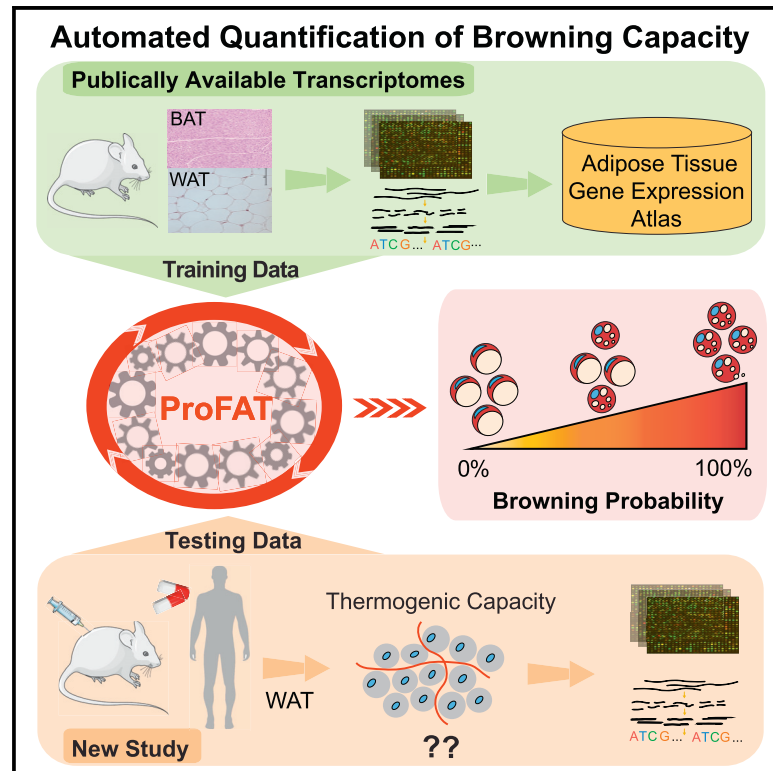 Automated Quantification of Browning Capacity
Publically Available Transcriptomes
BAT
WAT
ATCG... ATCG...
Adipose Tissue
Gene Expression
Atlas
Training Data
ProFAT
0%
100%
Browning Probability
Testing Data
Thermogenic Capacity
WAT
??
New Study
ATCG... ATCG...